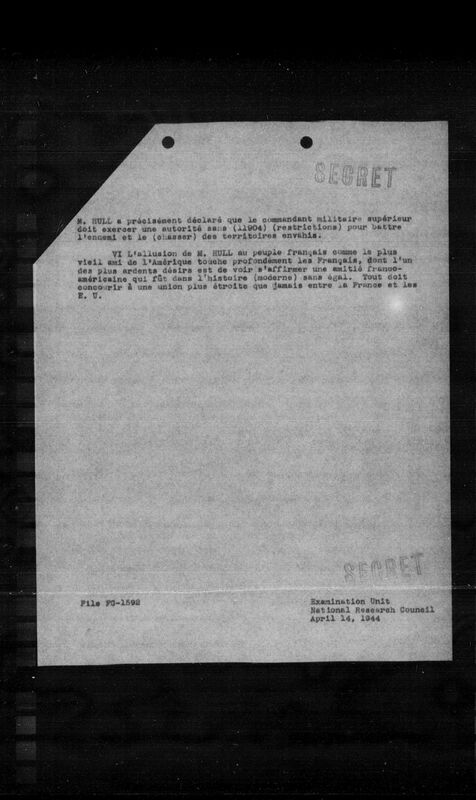 SECRET
M. HULL a précisément déclaré que le commandant militaire supérieur
doit exercer une autorité sans (11904) (restrictions) pour battre
l'ennemi et le (chasser) des territoires envahis.
VI L'allusion de M. HULL au peuple français comme le plus
vieil ami de l'Amérique touche profondément les Français, dont l'un
des plus ardents désirs est de voir s'affirmer une amitié franco-
américaine qui fût dans l'histoire (moderne) sans égal. Tout doit
concourir à une union plus étroite que jamais entre la France et les
E. U.
SECRET
File FG-1592
Examination Unit
National Research Council
April 14, 1944